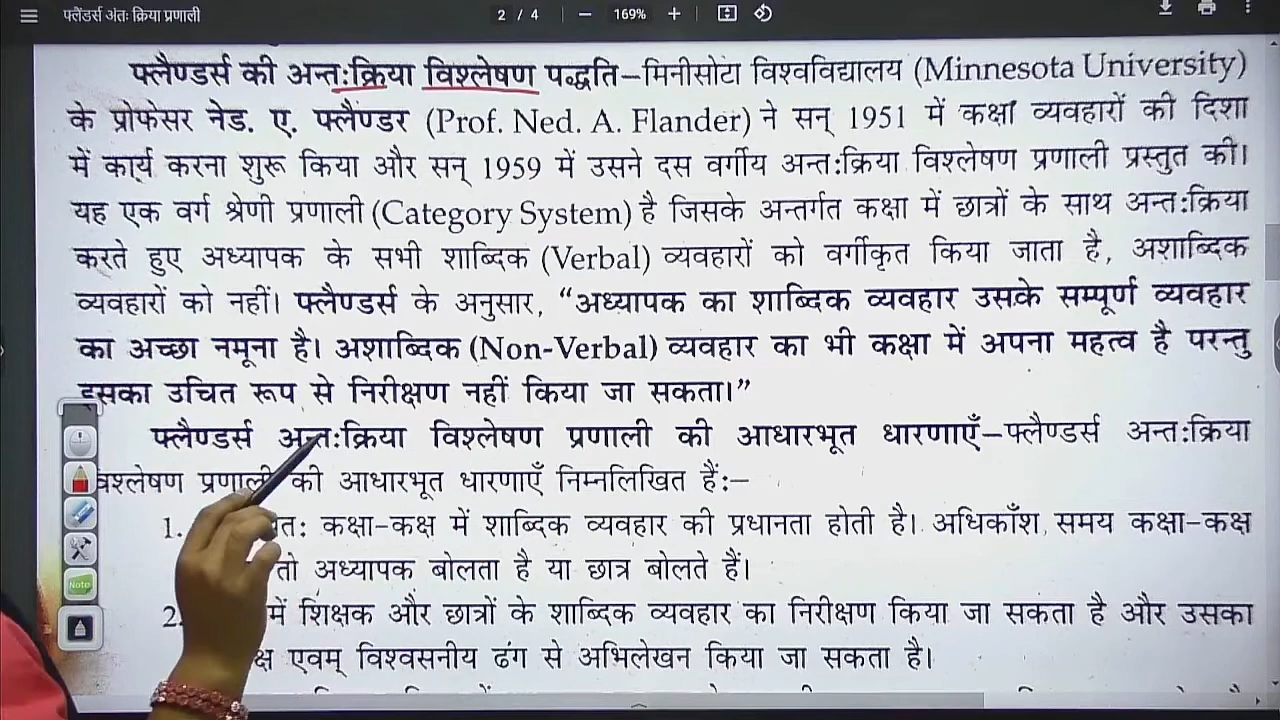 फ्लैंडर्स अंतः क्रिया प्रणाली
2 / 4
169%
फ्लैण्डर्स की अन्तःक्रिया विश्लेषण पद्धति–मिनीसोटा विश्वविद्यालय (Minnesota University)
के प्रोफेसर नेड. ए. फ्लैण्डर (Prof. Ned. A. Flander) ने सन् 1951 में कक्षा व्यवहारों की दिशा
में कार्य करना शुरू किया और सन् 1959 में उसने दस वर्गीय अन्तःक्रिया विश्लेषण प्रणाली प्रस्तुत की।
यह एक वर्ग श्रेणी प्रणाली (Category System) है जिसके अन्तर्गत कक्षा में छात्रों के साथ अन्तःक्रिया
करते हुए अध्यापक के सभी शाब्दिक (Verbal) व्यवहारों को वर्गीकृत किया जाता है, अशाब्दिक
व्यवहारों को नहीं। फ्लैण्डर्स के अनुसार, “अध्यापक का शाब्दिक व्यवहार उसके सम्पूर्ण व्यवहार
का अच्छा नमूना है। अशाब्दिक (Non-Verbal) व्यवहार का भी कक्षा में अपना महत्व है परन्तु
इसका उचित रूप से निरीक्षण नहीं किया जा सकता।”
फ्लैण्डर्स अन्तःक्रिया विश्लेषण प्रणाली की आधारभूत धारणाएँ–फ्लैण्डर्स अन्तःक्रिया
विश्लेषण प्रणाली की आधारभूत धारणाएँ निम्नलिखित हैं:–
1. कक्षा-कक्ष में शाब्दिक व्यवहार की प्रधानता होती है। अधिकाँश समय कक्षा-कक्ष
तो अध्यापक बोलता है या छात्र बोलते हैं।
2. में शिक्षक और छात्रों के शाब्दिक व्यवहार का निरीक्षण किया जा सकता है और उसका
एवम् विश्वसनीय ढंग से अभिलेखन किया जा सकता है।
Note